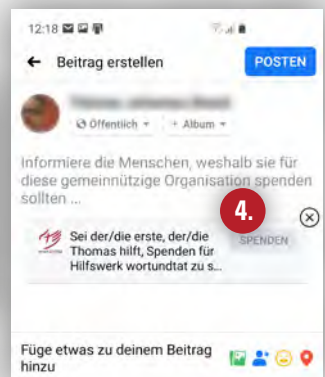 12:18
Beitrag erstellen
POSTEN
Öffentlich
+ Album
Informiere die Menschen, weshalb sie für
diese gemeinnützige Organisation spenden
sollten ...
4.
Sei der/die erste, der/die
Thomas hilft, Spenden für
Hilfswerk wortundtat zu s...
SPENDEN
Füge etwas zu deinem Beitrag
hinzu